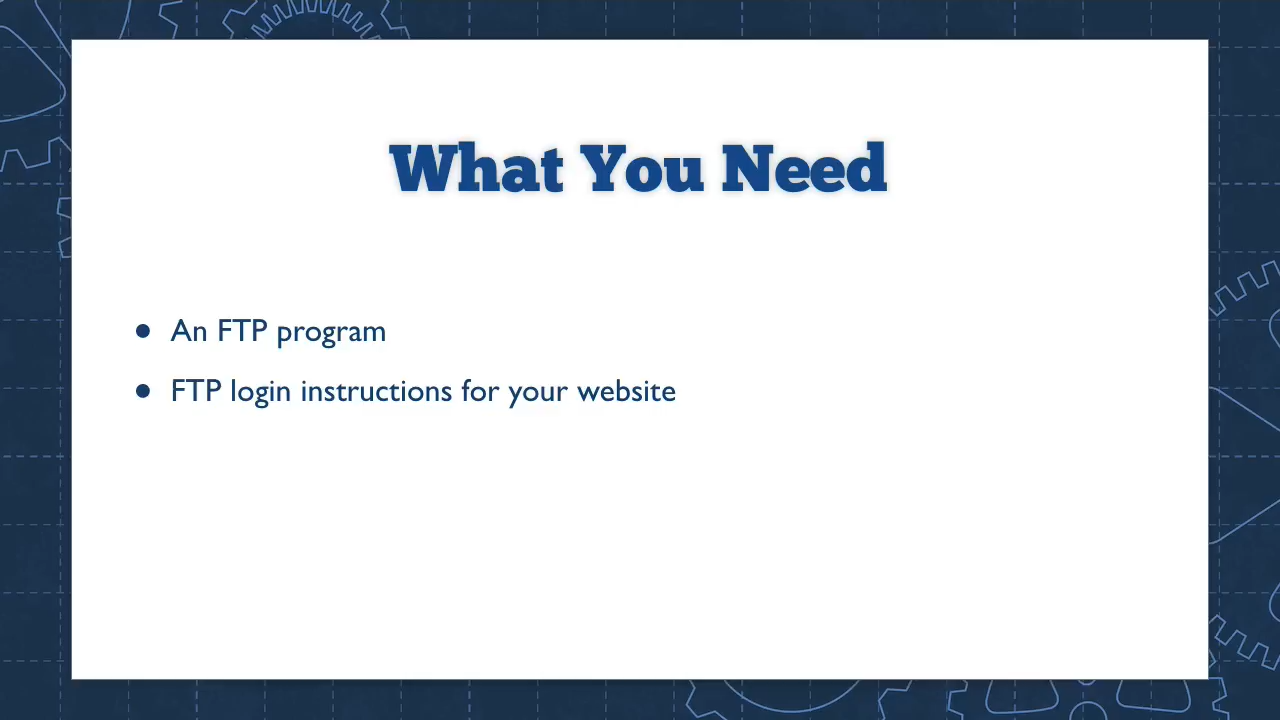 What You Need
● An FTP program
● FTP login instructions for your website